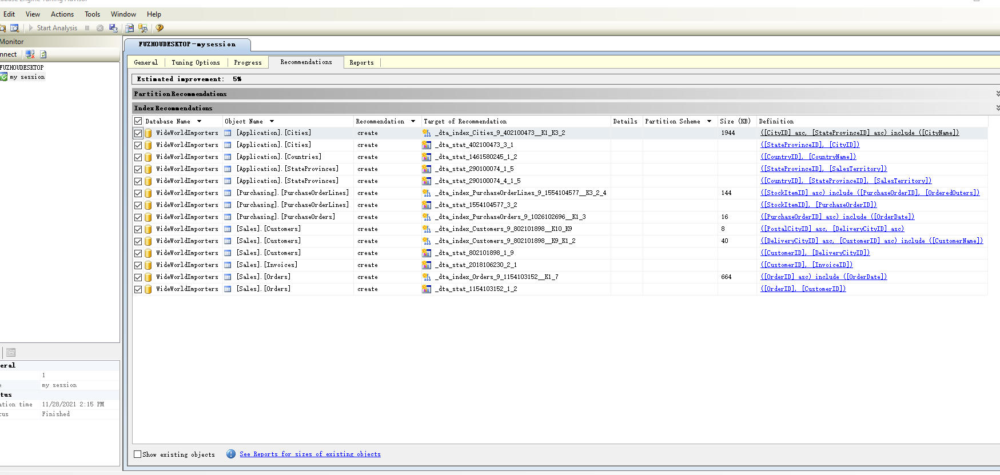 Edit View Actions Tools Window Help
Start Analysis
Monitor
nnect
FUZHOUDESKTOP
my session
FUZHOUDESKTOP - my session
General Tuning Options Progress Recommendations Reports
Estimated improvement: 5%
Partition Recommendations
Index Recommendations
Database Name Object Name Recommendation Target of Recommendation Details Partition Scheme Size (KB) Definition
WideWorldImporters [Application].[Cities] create _dta_index_Cities_9_402100473__K1_K3_2 1944 ([CityID] asc, [StateProvinceID] asc) include ([CityName])
WideWorldImporters [Application].[Cities] create _dta_stat_402100473_3_1 ([StateProvinceID], [CityID])
WideWorldImporters [Application].[Countries] create _dta_stat_1461580245_1_2 ([CountryID], [CountryName])
WideWorldImporters [Application].[StateProvinces] create _dta_stat_290100074_1_5 ([StateProvinceID], [SalesTerritory])
WideWorldImporters [Application].[StateProvinces] create _dta_stat_290100074_4_1_5 ([CountryID], [StateProvinceID], [SalesTerritory])
WideWorldImporters [Purchasing].[PurchaseOrderLines] create _dta_index_PurchaseOrderLines_9_1554104577__K3_2_4 144 ([StockItemID] asc) include ([PurchaseOrderID], [OrderedOuters])
WideWorldImporters [Purchasing].[PurchaseOrderLines] create _dta_stat_1554104577_3_2 ([StockItemID], [PurchaseOrderID])
WideWorldImporters [Purchasing].[PurchaseOrders] create _dta_index_PurchaseOrders_9_1026102696__K1_3 16 ([PurchaseOrderID] asc) include ([OrderDate])
WideWorldImporters [Sales].[Customers] create _dta_index_Customers_9_802101898__K10_K9 8 ([PostalCityID] asc, [DeliveryCityID] asc)
WideWorldImporters [Sales].[Customers] create _dta_index_Customers_9_802101898__K9_K1_2 40 ([DeliveryCityID] asc, [CustomerID] asc) include ([CustomerName])
WideWorldImporters [Sales].[Customers] create _dta_stat_802101898_1_9 ([CustomerID], [DeliveryCityID])
WideWorldImporters [Sales].[Invoices] create _dta_stat_2018106230_2_1 ([CustomerID], [InvoiceID])
WideWorldImporters [Sales].[Orders] create _dta_index_Orders_9_1154103152__K1_7 664 ([OrderID] asc) include ([OrderDate])
WideWorldImporters [Sales].[Orders] create _dta_stat_1154103152_1_2 ([OrderID], [CustomerID])
eral
1
e my session
tus
ation time 11/28/2021 2:15 PM
tus Finished
Show existing objects See Reports for sizes of existing objects